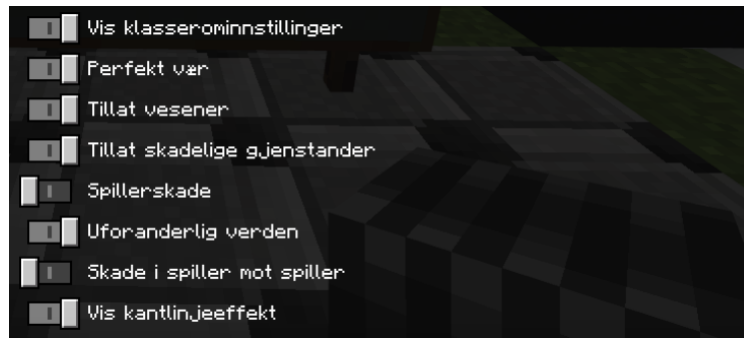 Vis klasserominnstillinger
Perfekt vær
Tillat vesener
Tillat skadelige gjenstander
Spillerskade
Uforanderlig verden
Skade i spiller mot spiller
Vis kantlinjeeffekt